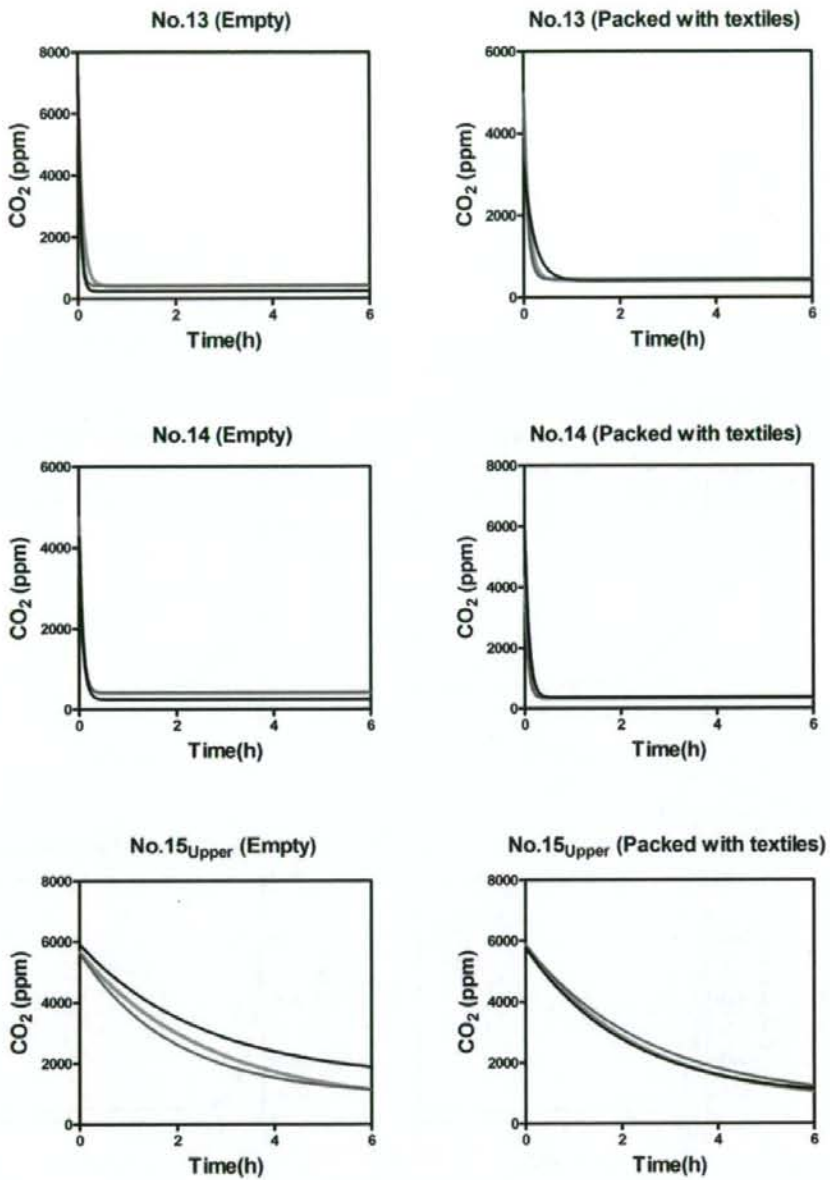 No.13 (Empty)
8000
6000
4000
2000
0
CO₂ (ppm)
0 2 4 6
Time(h)
No.13 (Packed with textiles)
6000
4000
2000
0
CO₂ (ppm)
0 2 4 6
Time(h)
No.14 (Empty)
6000
4000
2000
0
CO₂ (ppm)
0 2 4 6
Time(h)
No.14 (Packed with textiles)
8000
6000
4000
2000
0
CO₂ (ppm)
0 2 4 6
Time(h)
No.15Upper (Empty)
8000
6000
4000
2000
0
CO₂ (ppm)
0 2 4 6
Time(h)
No.15Upper (Packed with textiles)
8000
6000
4000
2000
0
CO₂ (ppm)
0 2 4 6
Time(h)